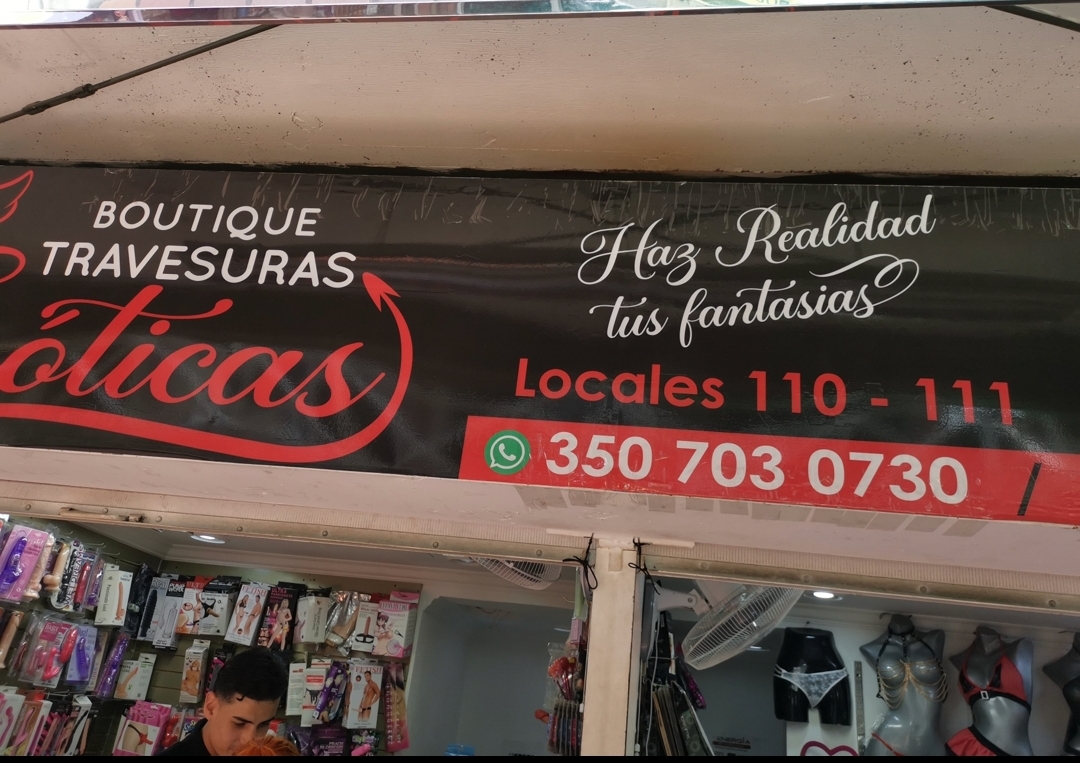 BOUTIQUE
TRAVESURAS
óticas
Haz Realidad
tus fantasias
Locales 110 - 111
350 703 0730 /